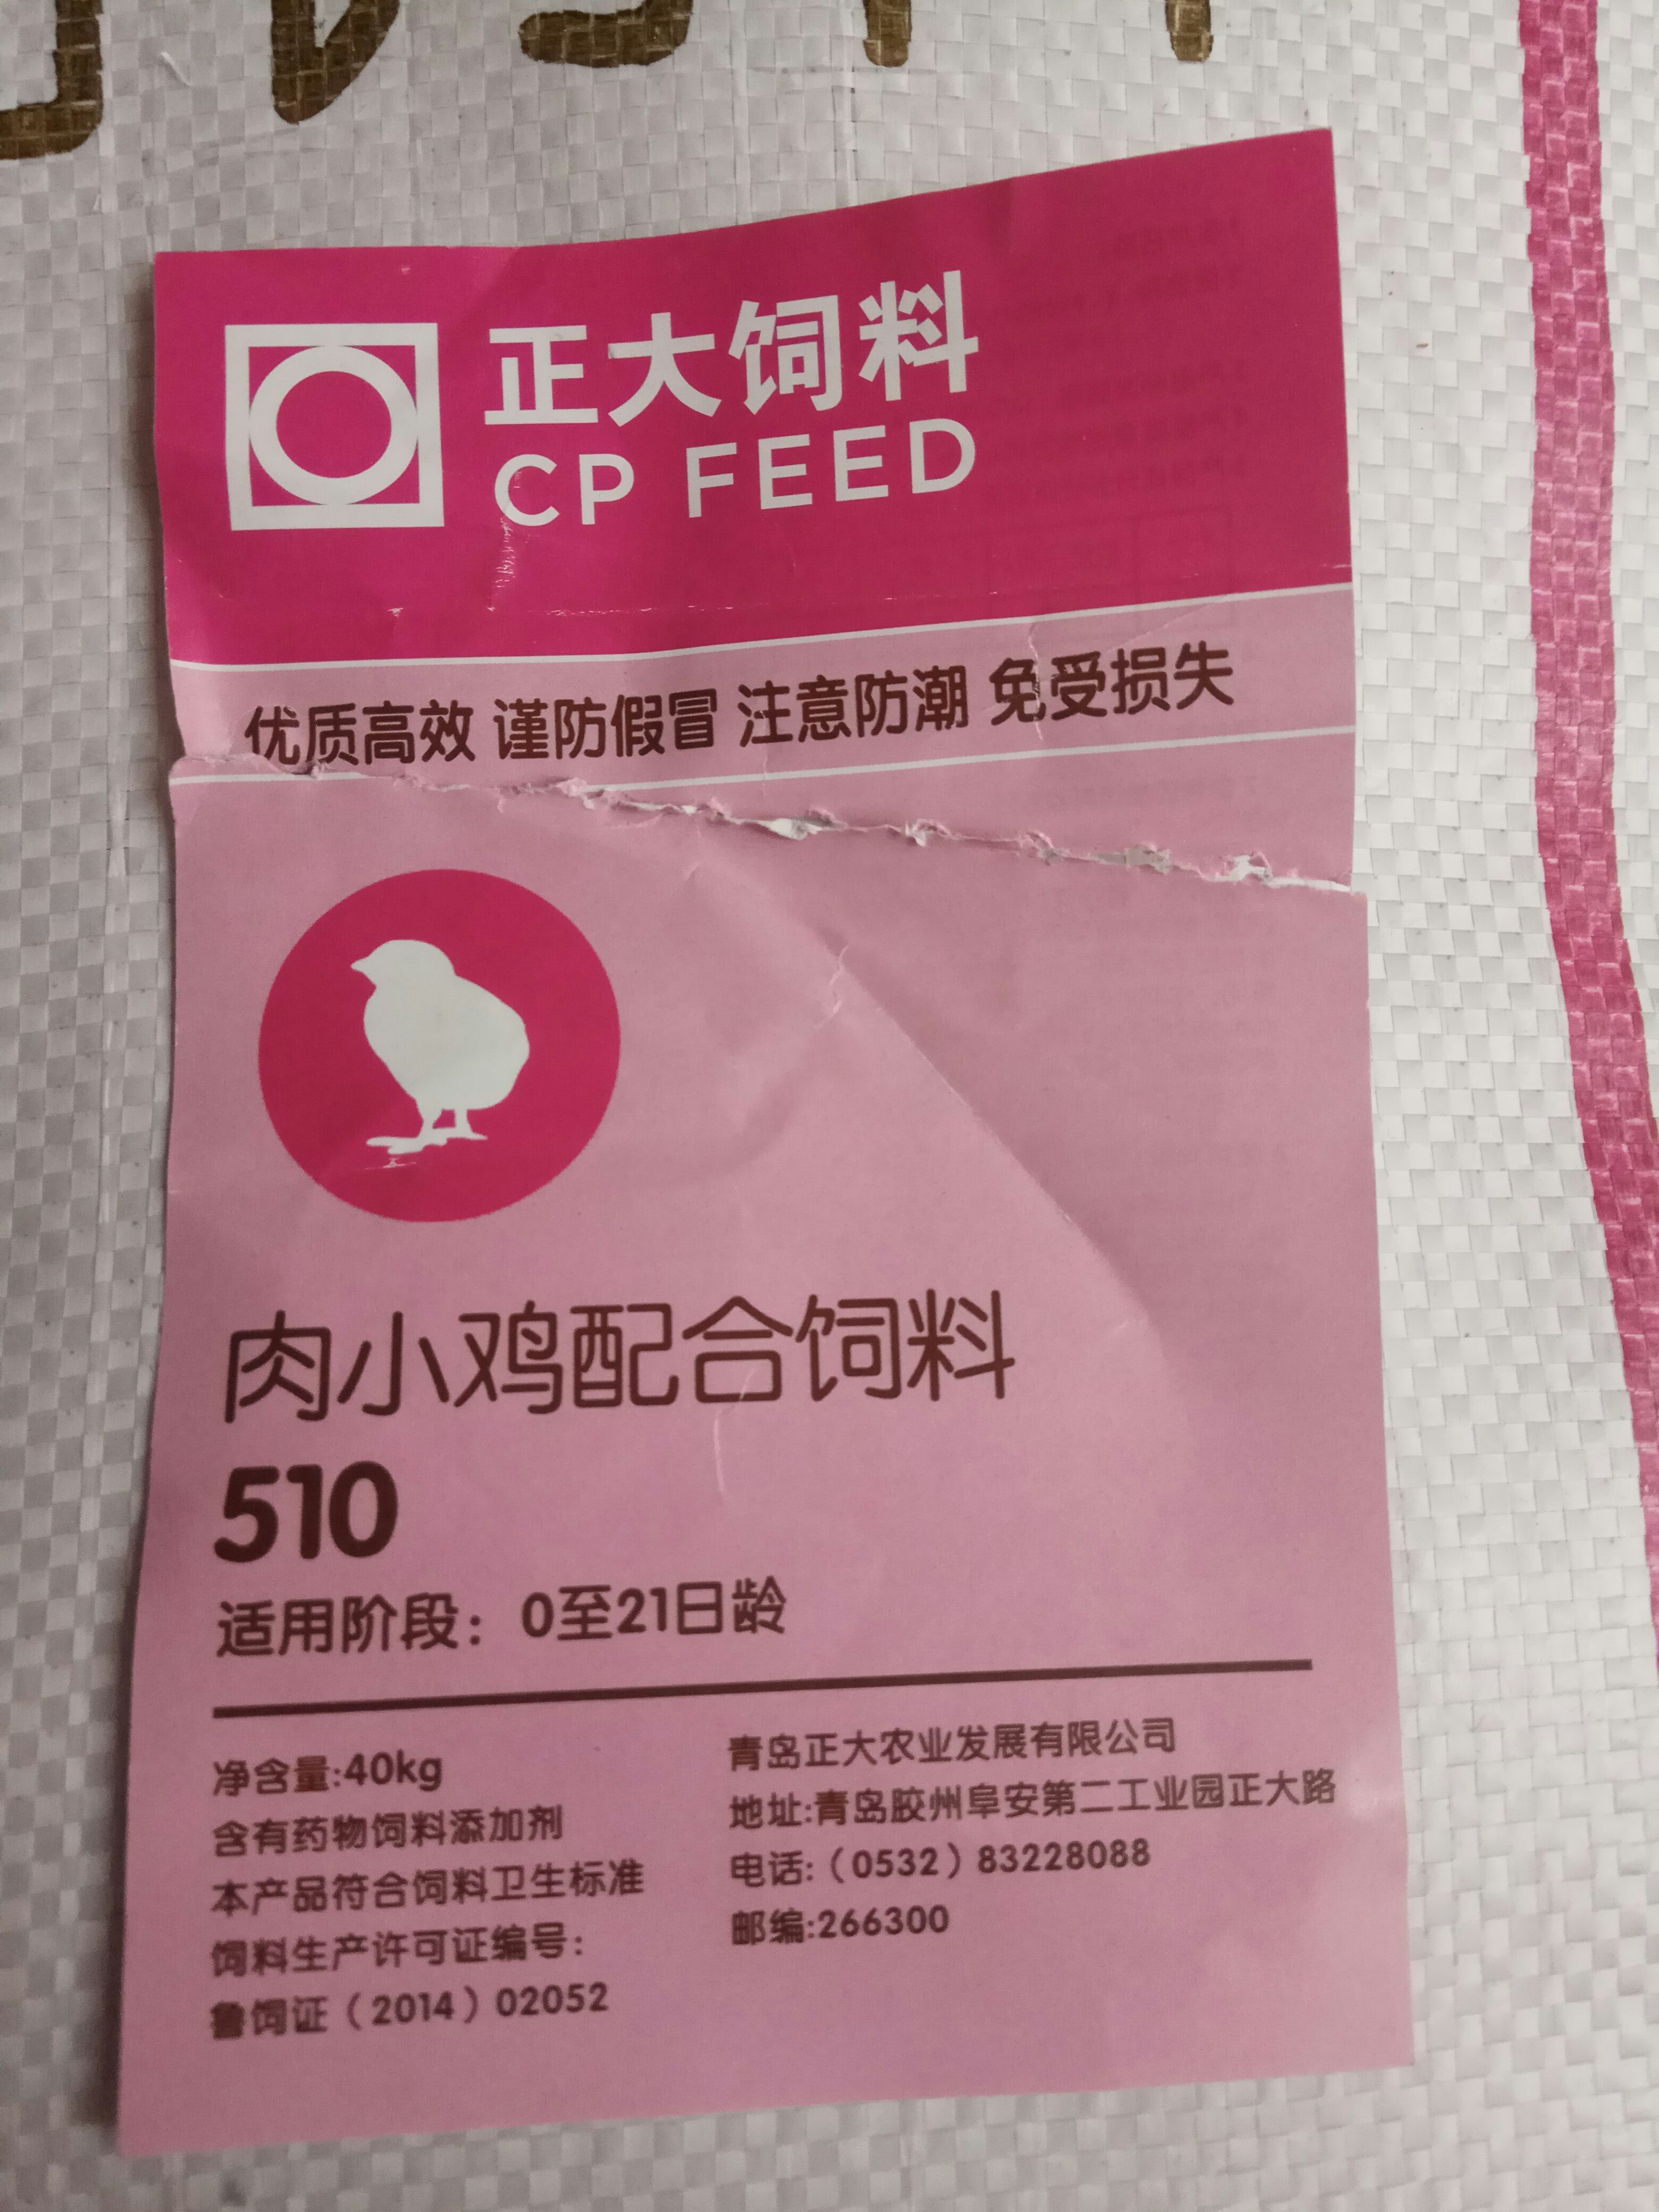 正大饲料
CP FEED
优质高效 谨防假冒 注意防潮 免受损失
肉小鸡配合饲料
510
适用阶段：0至21日龄
净含量:40kg
含有药物饲料添加剂
本产品符合饲料卫生标准
饲料生产许可证编号：
鲁饲证（2014）02052
青岛正大农业发展有限公司
地址:青岛胶州阜安第二工业园正大路
电话:（0532）83228088
邮编:266300